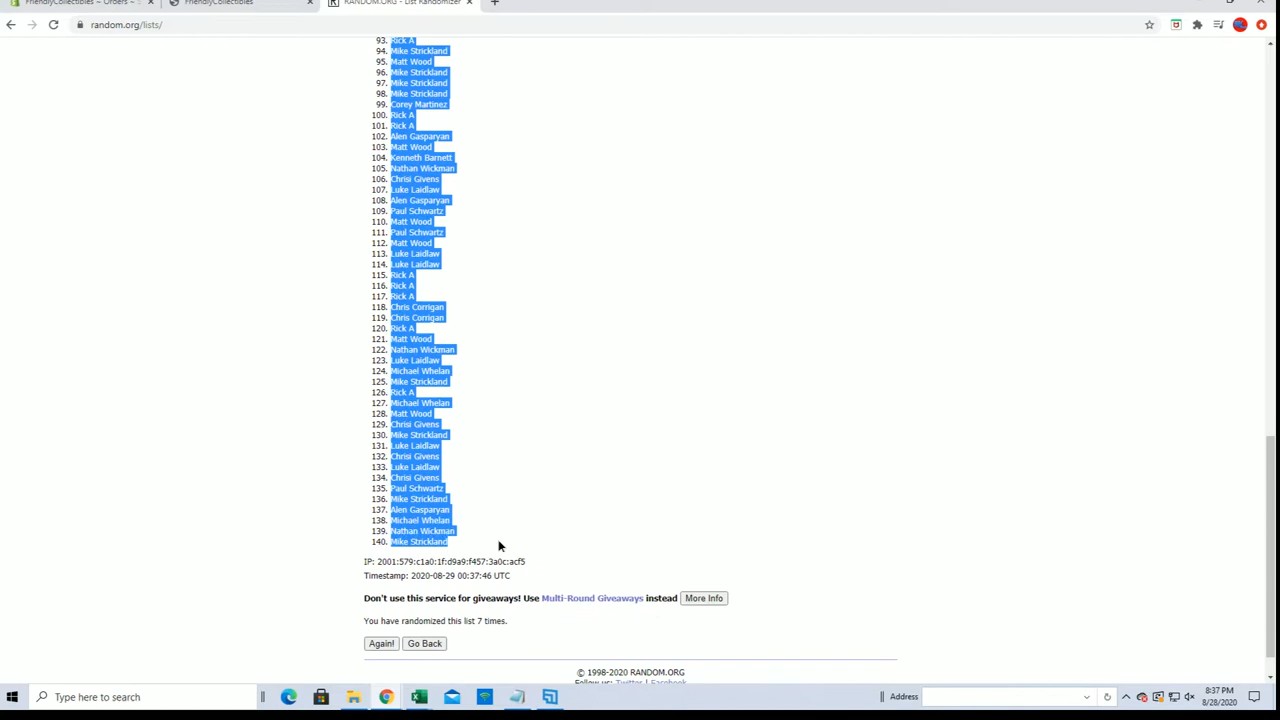 FriendlyCollectibles ~ Orders ~ S
FriendlyCollectibles
RANDOM.ORG - List Randomizer
random.org/lists/
93. Rick A
94. Mike Strickland
95. Matt Wood
96. Mike Strickland
97. Mike Strickland
98. Mike Strickland
99. Corey Martinez
100. Rick A
101. Rick A
102. Alen Gasparyan
103. Matt Wood
104. Kenneth Barnett
105. Nathan Wickman
106. Chrisi Givens
107. Luke Laidlaw
108. Alen Gasparyan
109. Paul Schwartz
110. Matt Wood
111. Paul Schwartz
112. Matt Wood
113. Luke Laidlaw
114. Luke Laidlaw
115. Rick A
116. Rick A
117. Rick A
118. Chris Corrigan
119. Chris Corrigan
120. Rick A
121. Matt Wood
122. Nathan Wickman
123. Luke Laidlaw
124. Michael Whelan
125. Mike Strickland
126. Rick A
127. Michael Whelan
128. Matt Wood
129. Chrisi Givens
130. Mike Strickland
131. Luke Laidlaw
132. Chrisi Givens
133. Luke Laidlaw
134. Chrisi Givens
135. Paul Schwartz
136. Mike Strickland
137. Alen Gasparyan
138. Michael Whelan
139. Nathan Wickman
140. Mike Strickland
IP: 2001:579:c1a0:1f:d9a9:f457:3a0c:acf5
Timestamp: 2020-08-29 00:37:46 UTC
Don't use this service for giveaways! Use Multi-Round Giveaways instead More Info
You have randomized this list 7 times.
Again! Go Back
© 1998-2020 RANDOM.ORG
Follow us: Twitter | Facebook
Type here to search
Address
8:37 PM
8/28/2020